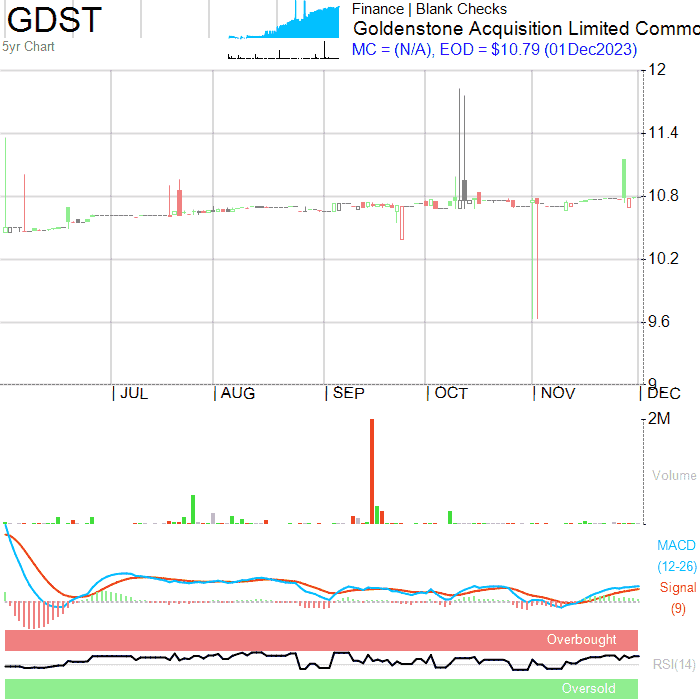 GDST
5yr Chart
Finance | Blank Checks
Goldenstone Acquisition Limited Commo
MC = (N/A), EOD = $10.79 (01Dec2023)
12
11.4
10.8
10.2
9.6
9
JUL
AUG
SEP
OCT
NOV
DEC
2M
Volume
MACD
(12-26)
Signal
(9)
Overbought
RSI(14)
Oversold